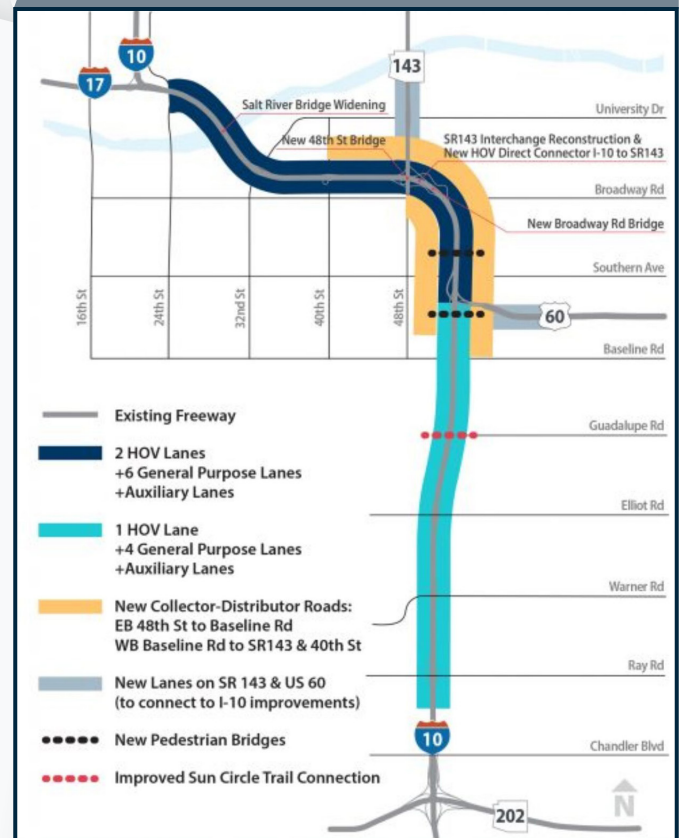 10
17
143
Salt River Bridge Widening
University Dr
New 48th St Bridge
SR143 Interchange Reconstruction &
New HOV Direct Connector I-10 to SR143
Broadway Rd
New Broadway Rd Bridge
Southern Ave
16th St
24th St
32nd St
40th St
48th St
60
Baseline Rd
Existing Freeway
Guadalupe Rd
2 HOV Lanes
+6 General Purpose Lanes
+Auxiliary Lanes
Elliot Rd
1 HOV Lane
+4 General Purpose Lanes
+Auxiliary Lanes
Warner Rd
New Collector-Distributor Roads:
EB 48th St to Baseline Rd
WB Baseline Rd to SR143 & 40th St
Ray Rd
New Lanes on SR 143 & US 60
(to connect to I-10 improvements)
10
New Pedestrian Bridges
Chandler Blvd
Improved Sun Circle Trail Connection
202
N